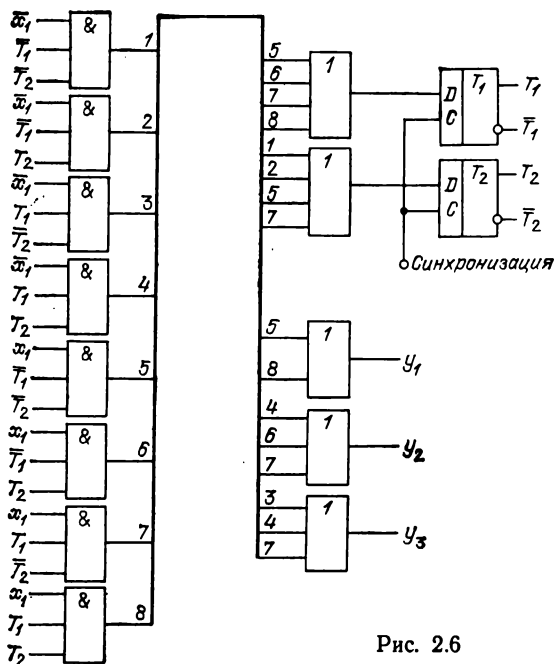 x̄₁
T̄₁
T̄₂
&
1
x̄₁
T̄₁
T₂
&
2
x̄₁
T₁
T̄₂
&
3
x̄₁
T₁
T₂
&
4
x₁
T̄₁
T̄₂
&
5
x₁
T̄₁
T₂
&
6
x₁
T₁
T̄₂
&
7
x₁
T₁
T₂
&
8
5
6
7
8
1
1
2
5
7
1
D
C
T₁
T₁
T̄₁
D
C
T₂
T₂
T̄₂
Синхронизация
5
8
1
y₁
4
6
7
1
y₂
3
4
7
1
y₃
Рис. 2.6